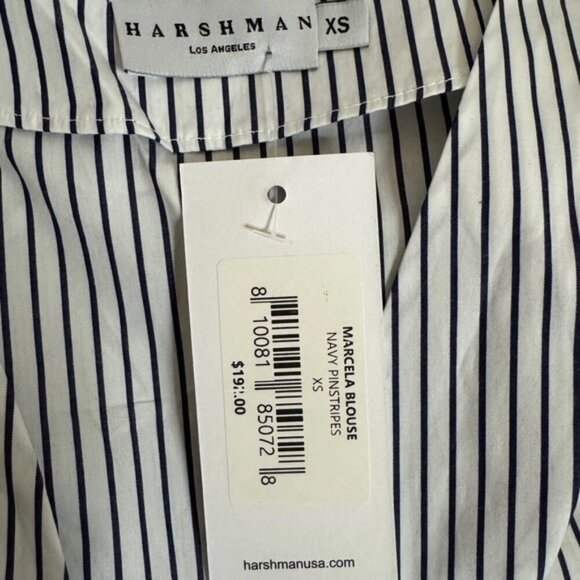 HARSHMAN
LOS ANGELES
XS
MARCELA BLOUSE
NAVY PINSTRIPES
XS
8 10081 85072 8
harshmanusa.com